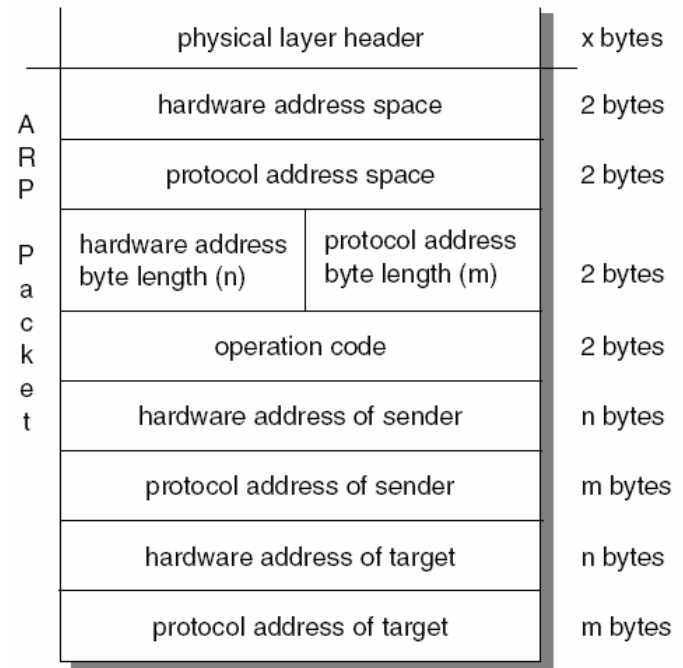 physical layer header x bytes
hardware address space 2 bytes
protocol address space 2 bytes
hardware address
byte length (n)
protocol address
byte length (m)
2 bytes
operation code 2 bytes
hardware address of sender n bytes
protocol address of sender m bytes
hardware address of target n bytes
protocol address of target m bytes
ARP Packet